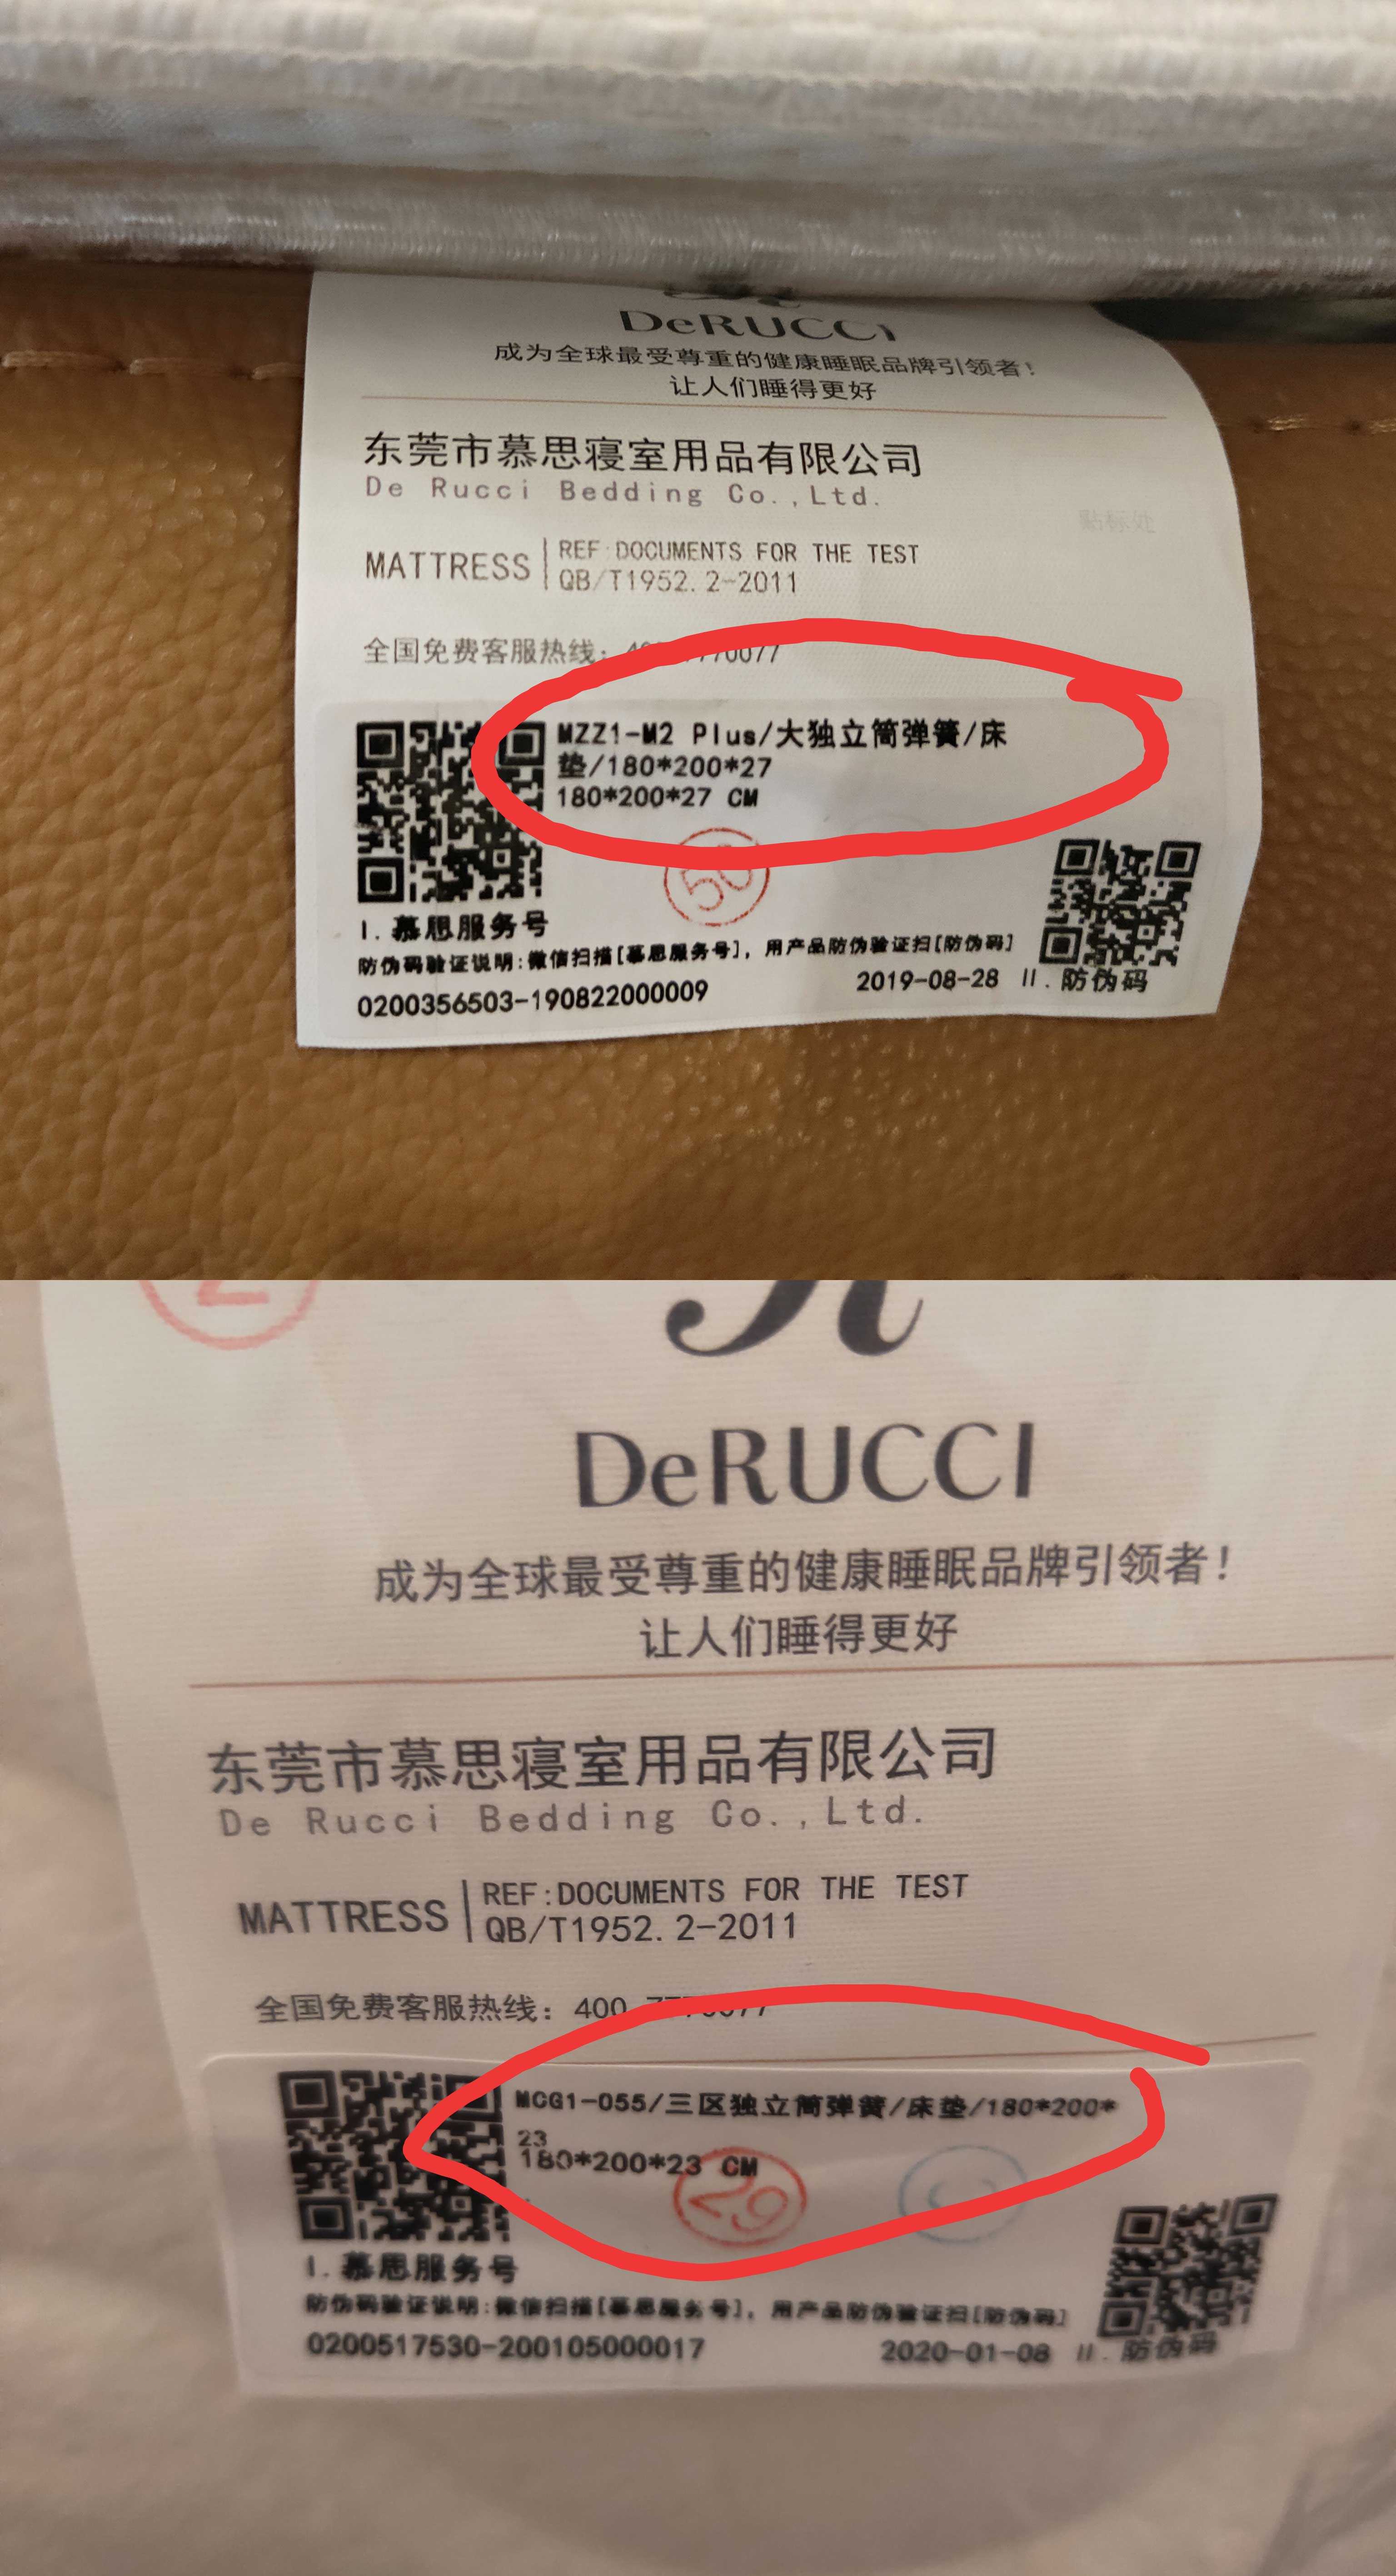 DeRUCCI
成为全球最受尊重的健康睡眠品牌引领者!
让人们睡得更好
东莞市慕思寝室用品有限公司
De Rucci Bedding Co.,Ltd.
點标处
MATTRESS
REF:DOCUMENTS FOR THE TEST
QB/T1952.2-2011
全国免费客服热线:
MZZ1-M2 Plus/大独立筒弹簧/床
垫/180*200*27
180*200*27 CM
50
I.慕思服务号
防伪码验证说明:微信扫描[慕思服务号],用产品防伪验证扫[防伪码]
0200356503-190822000009
2019-08-28 II.防伪码
2
DeRUCCI
成为全球最受尊重的健康睡眠品牌引领者!
让人们睡得更好
东莞市慕思寝室用品有限公司
De Rucci Bedding Co.,Ltd.
MATTRESS
REF:DOCUMENTS FOR THE TEST
QB/T1952.2-2011
全国免费客服热线: 400
MCG1-055/三区独立筒弹簧/床垫/180*200*
23
180*200*23 CM
29
I.慕思服务号
防伪码验证说明:微信扫描[慕思服务号],用产品防伪验证扫[防伪码]
0200517530-200105000017
2020-01-08 II.防伪码